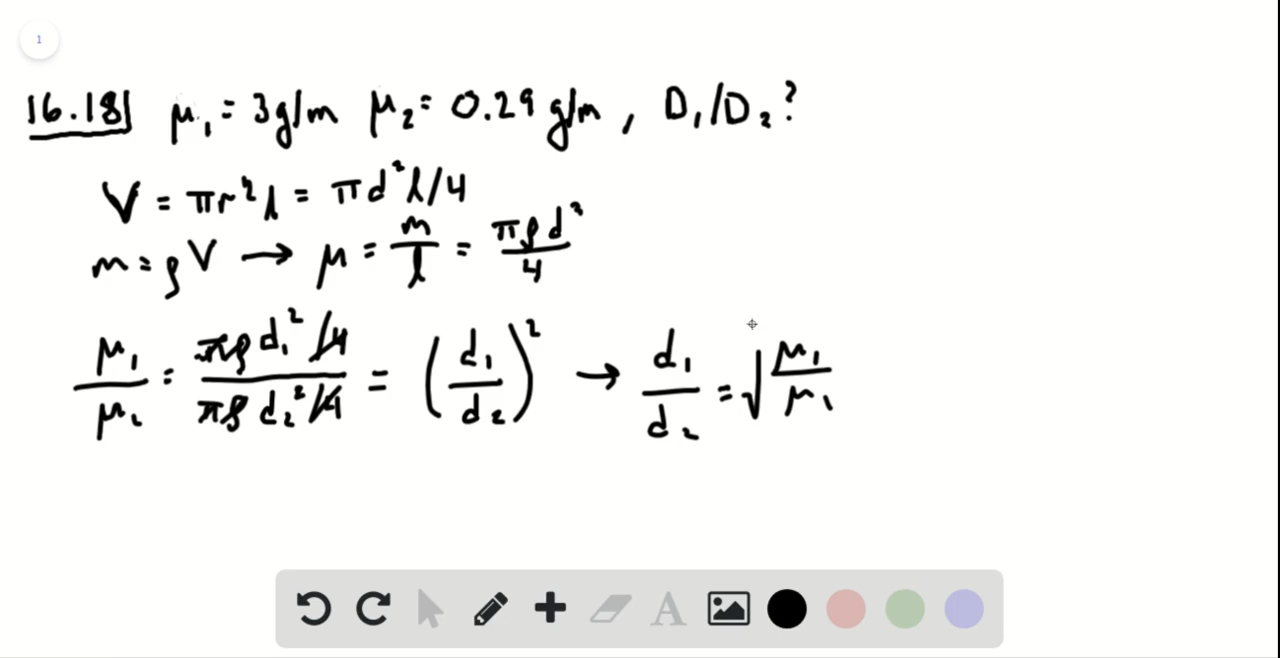 1
16.18] μ₁ = 3g/m μ₂ = 0.29 g/m , D₁/D₂ ?
V = πr²l = πd²l/4
m = ρV → μ = m/l = πρd²/4
μ₁/μ₂ = (πρd₁²/4)/(πρd₂²/4) = (d₁/d₂)² → d₁/d₂ = √(μ₁/μ₁)
A